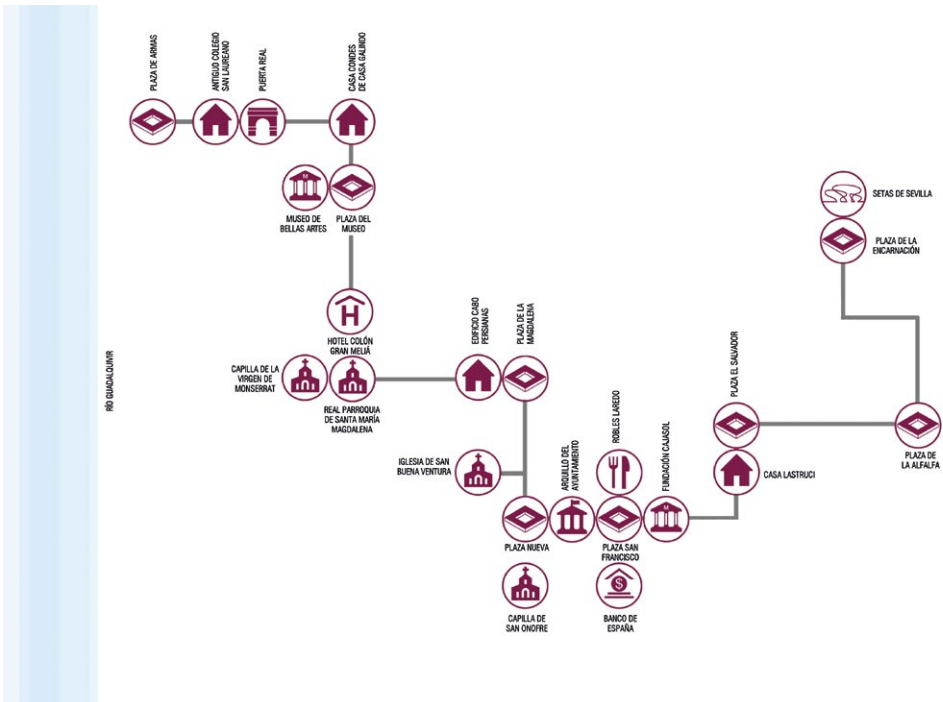 PLAZA DE ARMAS
ANTIGUO COLEGIO
SAN LAUREANO
PUERTA REAL
CASA CONDES
DE CASA GALINDO
M
MUSEO DE
BELLAS ARTES
PLAZA DEL
MUSEO
SETAS DE SEVILLA
PLAZA DE LA
ENCARNACIÓN
H
HOTEL COLÓN
GRAN MELIÁ
EDIFICIO CABO
PERSIANAS
PLAZA DE LA
MAGDALENA
RÍO GUADALQUIVIR
CAPILLA DE LA
VIRGEN DE
MONSERRAT
REAL PARROQUIA
DE SANTA MARÍA
MAGDALENA
PLAZA EL SALVADOR
PLAZA DE
LA ALFALFA
IGLESIA DE SAN
BUENA VENTURA
ARQUILLO DEL
AYUNTAMIENTO
ROBLES LAREDO
FUNDACIÓN CAJASOL
CASA LASTRUCI
M
PLAZA NUEVA
PLAZA SAN
FRANCISCO
$
CAPILLA DE
SAN ONOFRE
BANCO DE
ESPAÑA